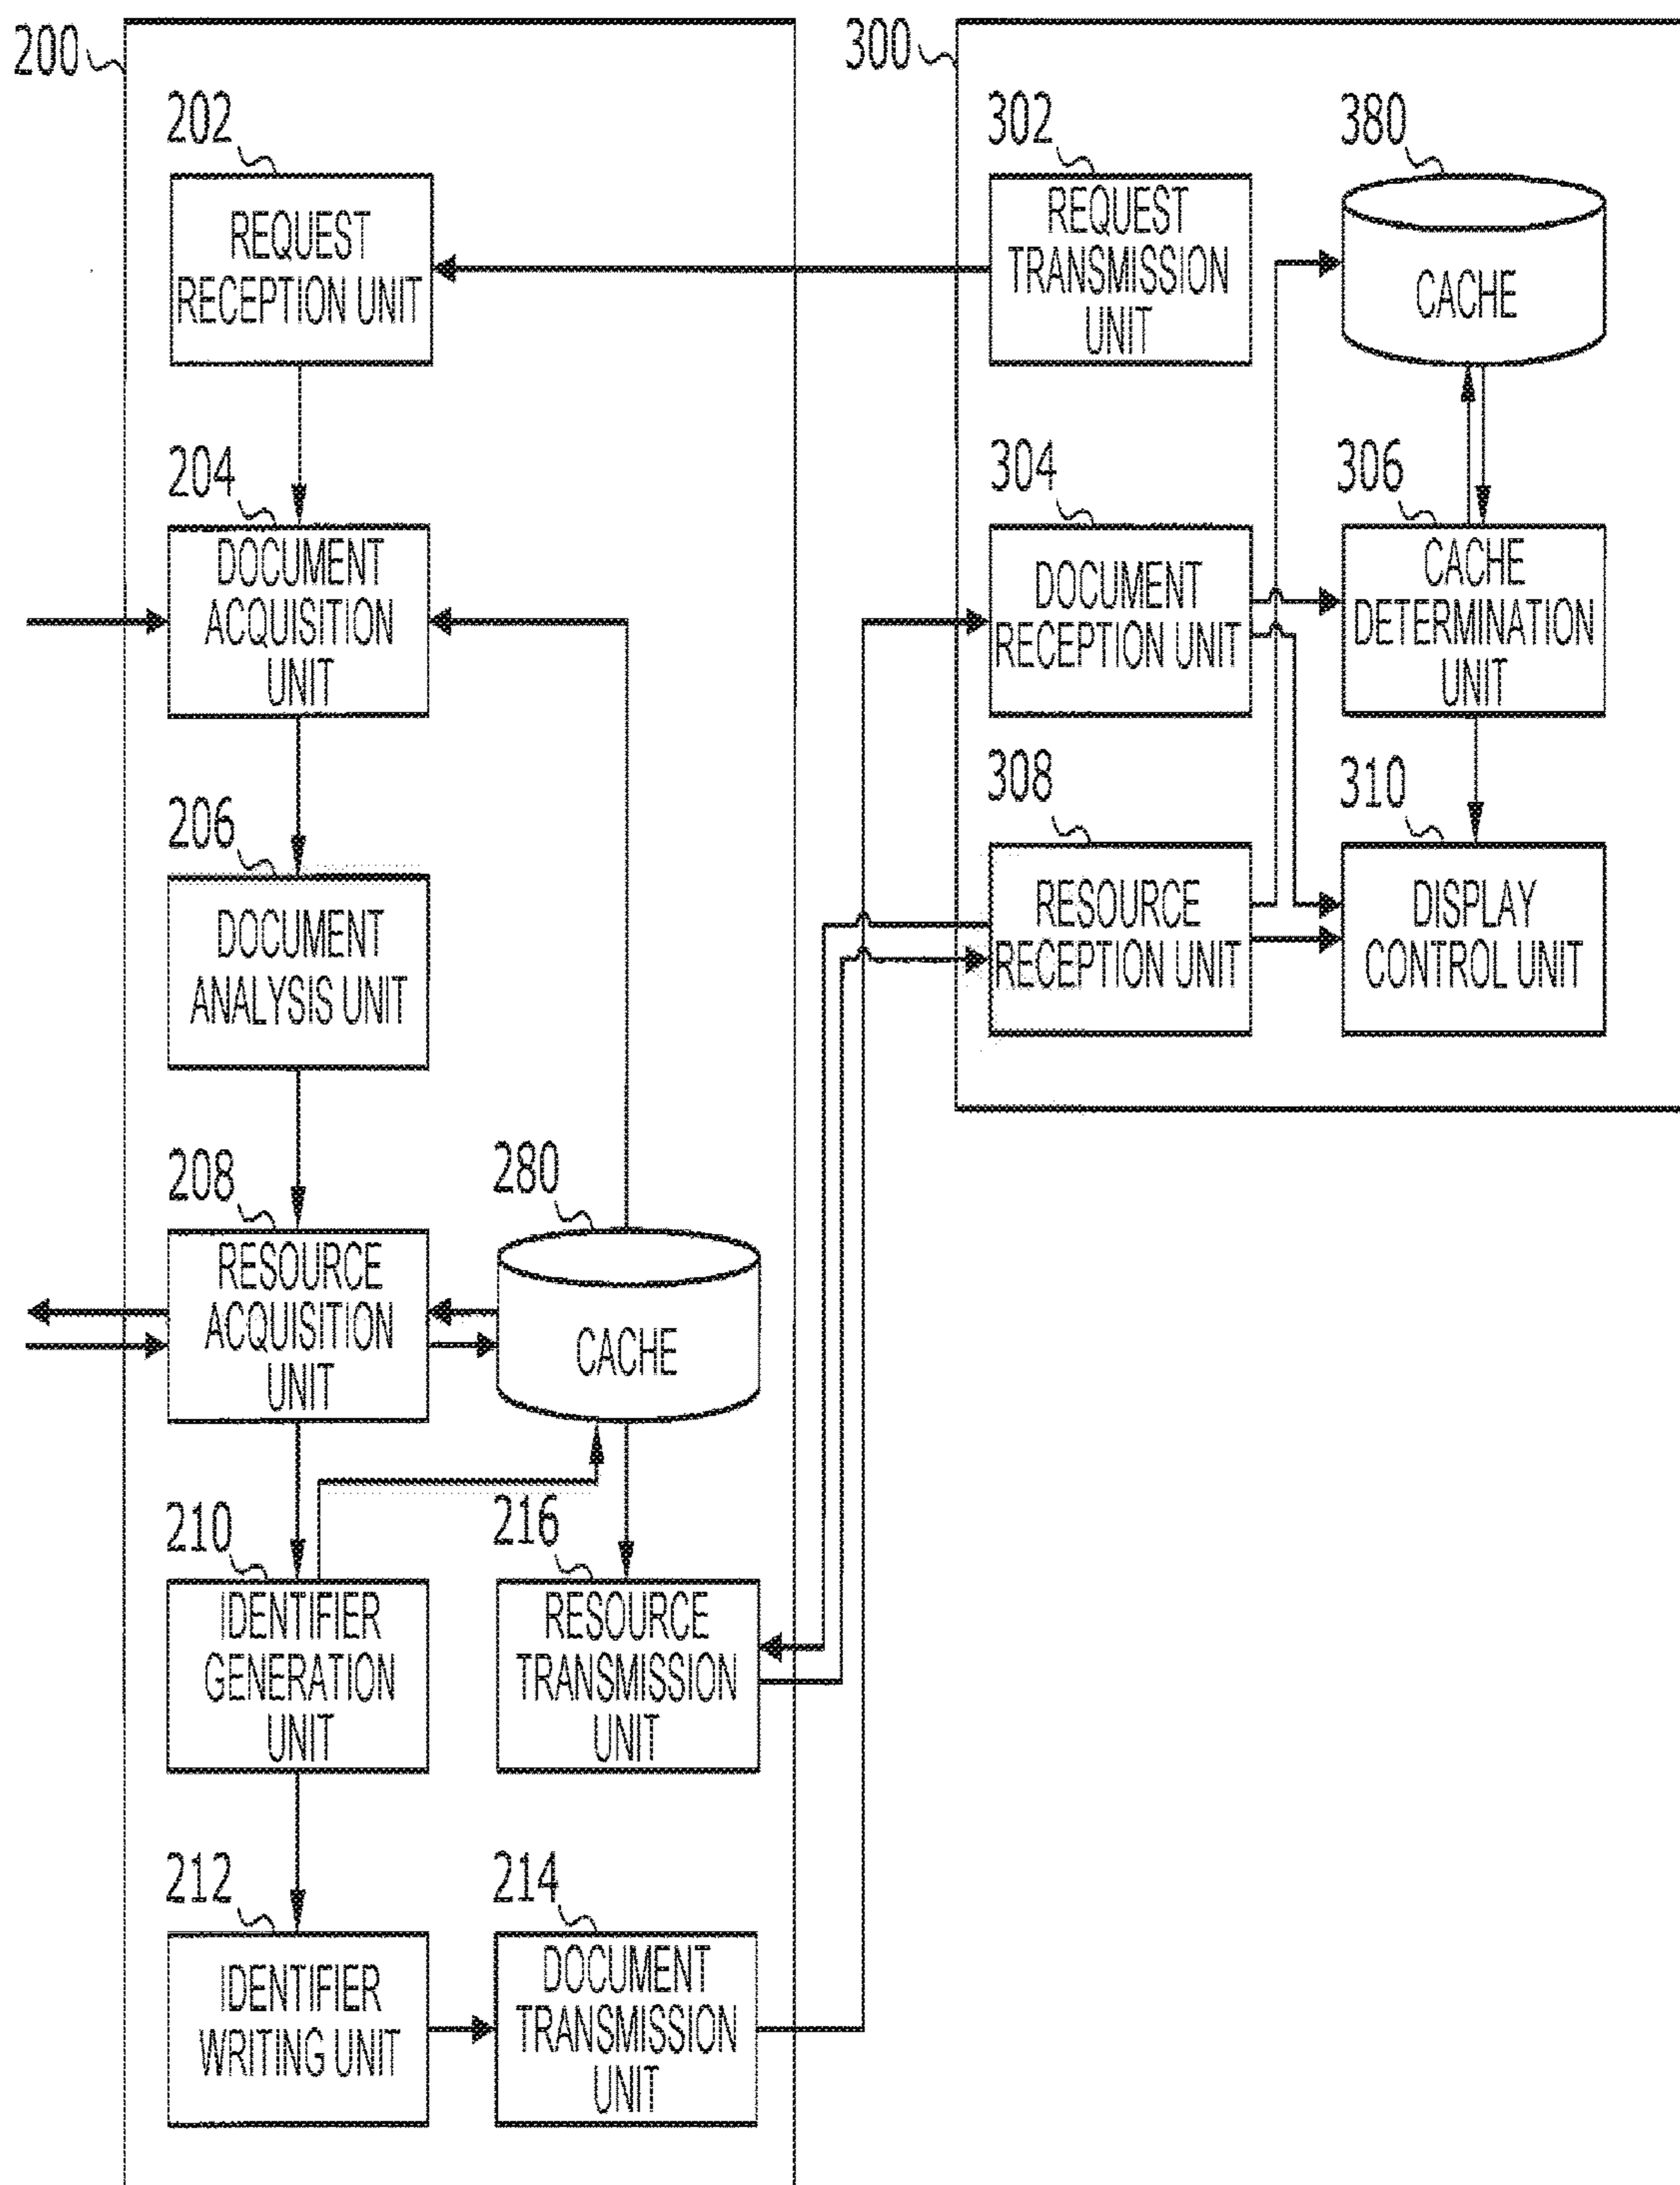 200
300
202
REQUEST
RECEPTION UNIT
302
REQUEST
TRANSMISSION
UNIT
380
CACHE
204
DOCUMENT
ACQUISITION
UNIT
304
DOCUMENT
RECEPTION UNIT
306
CACHE
DETERMINATION
UNIT
206
DOCUMENT
ANALYSIS UNIT
308
RESOURCE
RECEPTION UNIT
310
DISPLAY
CONTROL UNIT
208
RESOURCE
ACQUISITION
UNIT
280
CACHE
210
IDENTIFIER
GENERATION
UNIT
216
RESOURCE
TRANSMISSION
UNIT
212
IDENTIFIER
WRITING UNIT
214
DOCUMENT
TRANSMISSION
UNIT